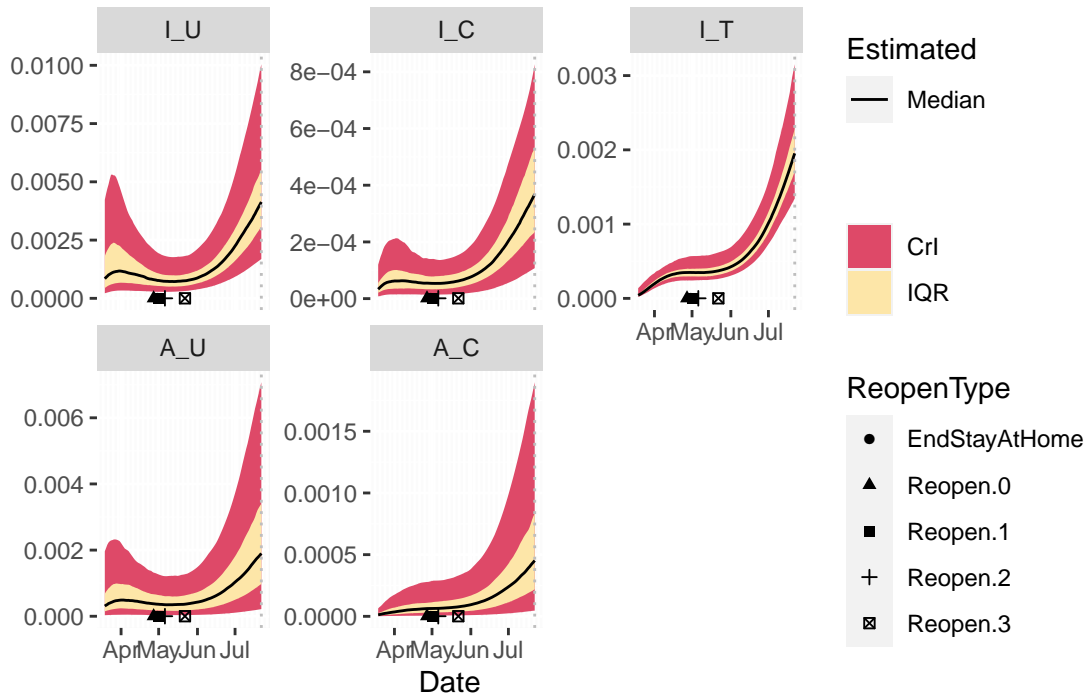 I_U
I_C
I_T
0.0100
0.0075
0.0050
0.0025
0.0000
8e−04
6e−04
4e−04
2e−04
0e+00
0.003
0.002
0.001
0.000
Apr May Jun Jul
A_U
A_C
0.006
0.004
0.002
0.000
0.0015
0.0010
0.0005
0.0000
Apr May Jun Jul
Apr May Jun Jul
Date
Estimated
Median
CrI
IQR
ReopenType
EndStayAtHome
Reopen.0
Reopen.1
Reopen.2
Reopen.3